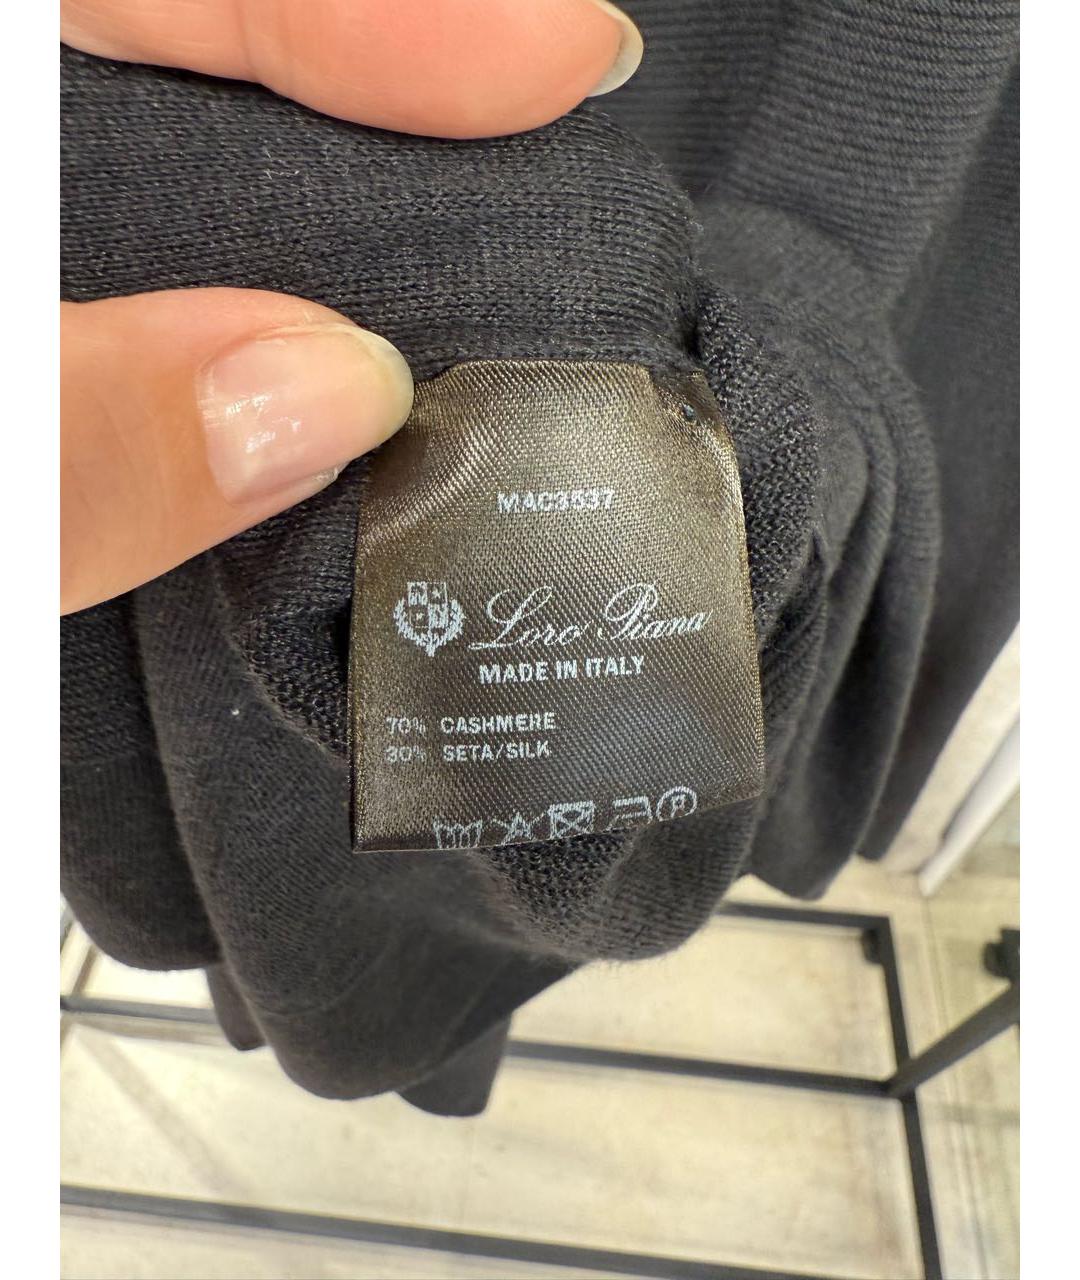 MAC3537
Loro Piana
MADE IN ITALY
70% CASHMERE
30% SETA/SILK
P